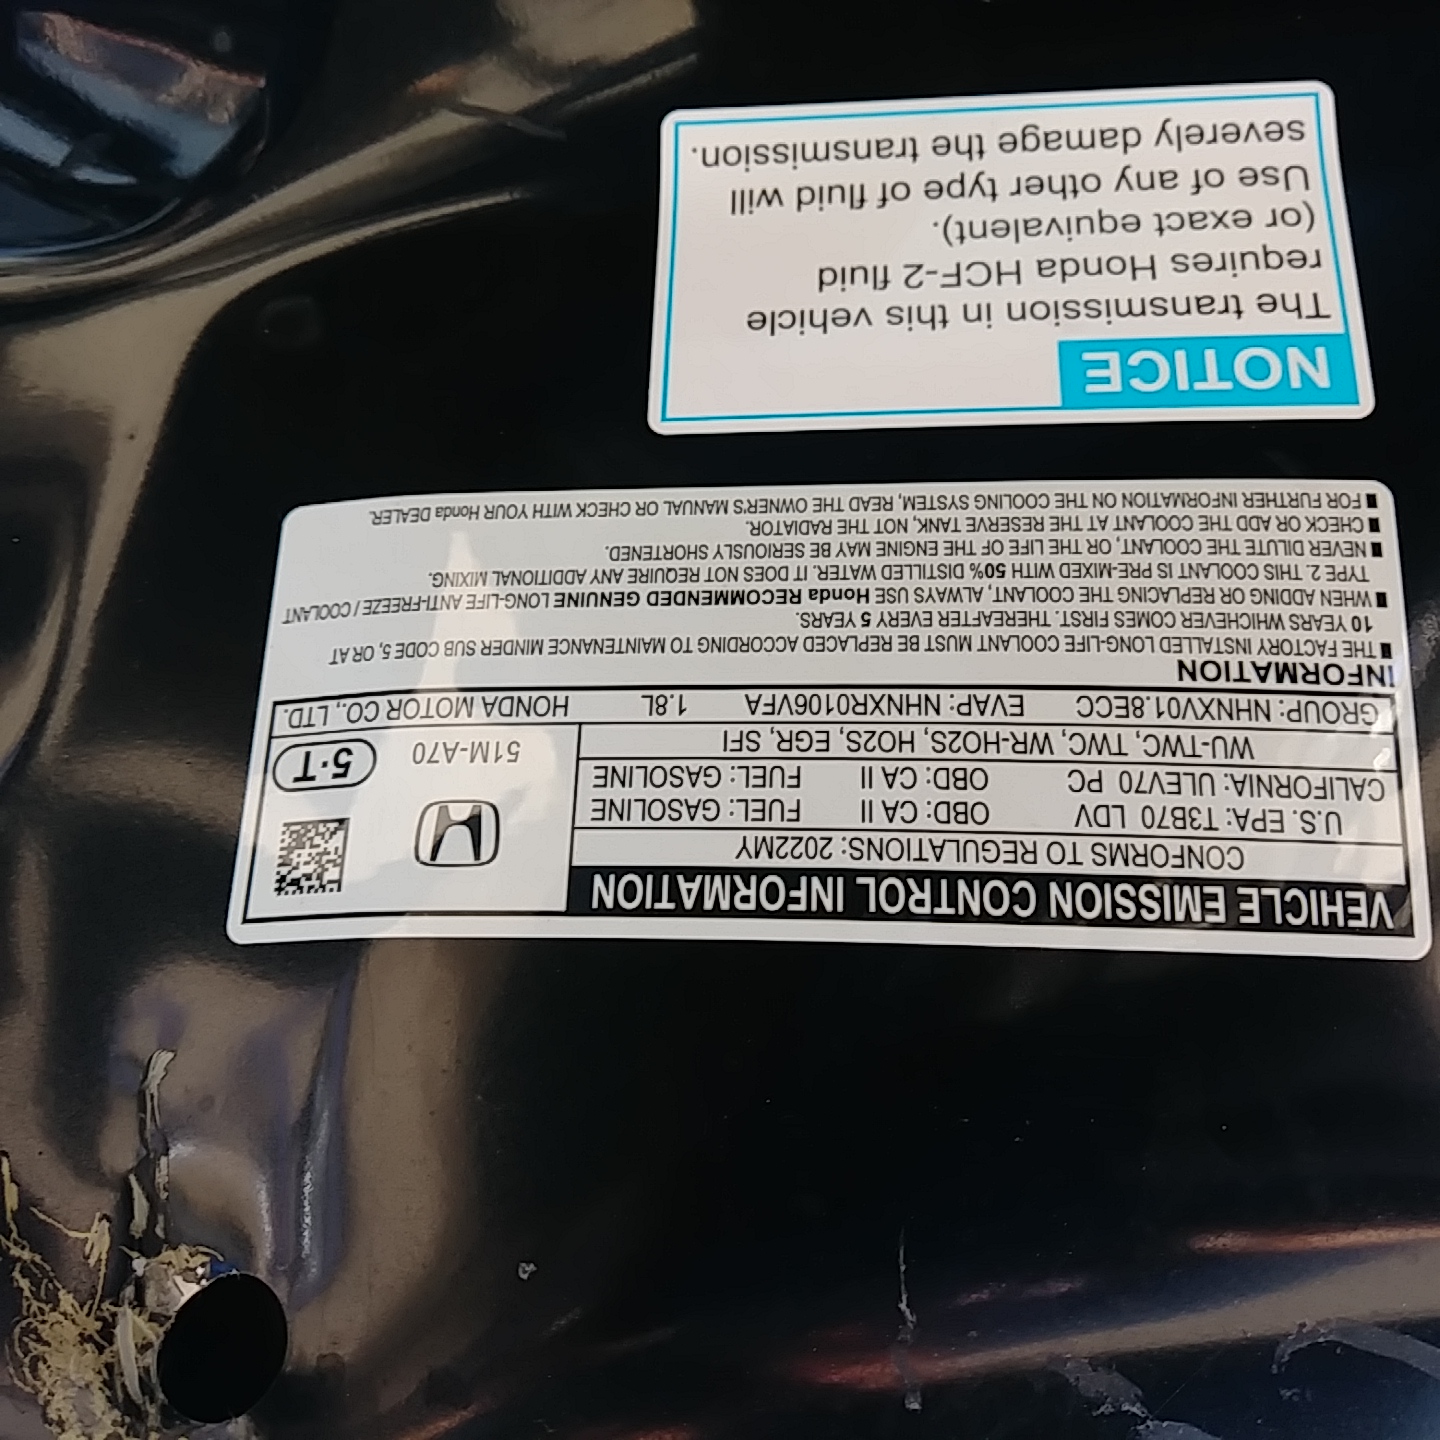 VEHICLE EMISSION CONTROL INFORMATION
CONFORMS TO REGULATIONS: 2022MY
U.S. EPA: T3B70 LDV OBD: CA II FUEL: GASOLINE
CALIFORNIA: ULEV70 PC OBD: CA II FUEL: GASOLINE
WU-TWC, TWC, WR-HO2S, HO2S, EGR, SFI
51M-A70 5·T
GROUP: NHNXV01.8ECC EVAP: NHNXR0106VFA 1.8L HONDA MOTOR CO., LTD.
INFORMATION
■ THE FACTORY INSTALLED LONG-LIFE COOLANT MUST BE REPLACED ACCORDING TO MAINTENANCE MINDER SUB CODE 5, OR AT
10 YEARS WHICHEVER COMES FIRST. THEREAFTER EVERY 5 YEARS.
■ WHEN ADDING OR REPLACING THE COOLANT, ALWAYS USE Honda RECOMMENDED GENUINE LONG-LIFE ANTI-FREEZE / COOLANT
TYPE 2. THIS COOLANT IS PRE-MIXED WITH 50% DISTILLED WATER. IT DOES NOT REQUIRE ANY ADDITIONAL MIXING.
■ NEVER DILUTE THE COOLANT, OR THE LIFE OF THE ENGINE MAY BE SERIOUSLY SHORTENED.
■ CHECK OR ADD THE COOLANT AT THE RESERVE TANK, NOT THE RADIATOR.
■ FOR FURTHER INFORMATION ON THE COOLING SYSTEM, READ THE OWNER'S MANUAL OR CHECK WITH YOUR Honda DEALER.
NOTICE
The transmission in this vehicle
requires Honda HCF-2 fluid
(or exact equivalent).
Use of any other type of fluid will
severely damage the transmission.